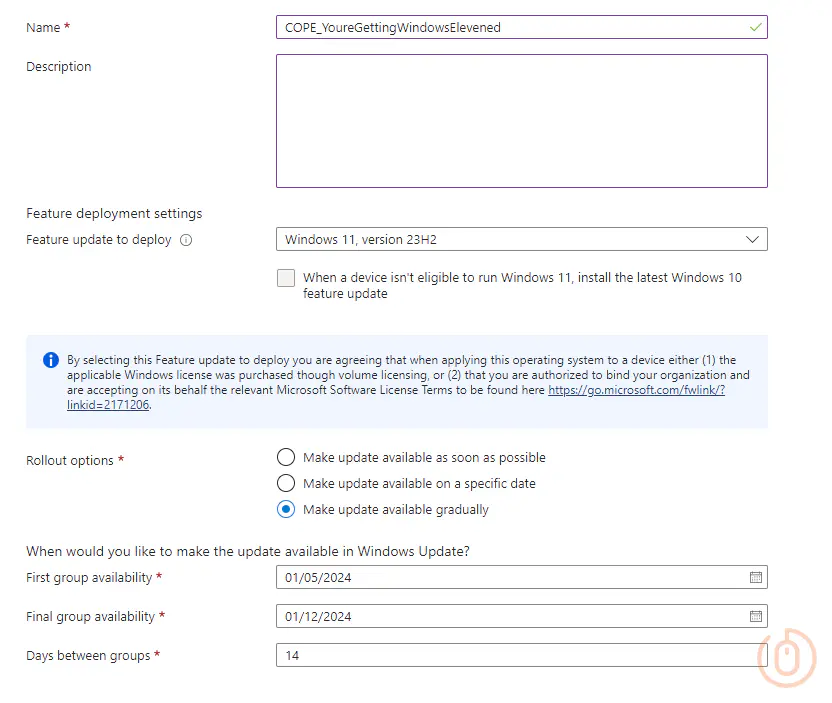 Name *
COPE_YoureGettingWindowsElevened
Description
Feature deployment settings
Feature update to deploy
Windows 11, version 23H2
When a device isn't eligible to run Windows 11, install the latest Windows 10
feature update
By selecting this Feature update to deploy you are agreeing that when applying this operating system to a device either (1) the
applicable Windows license was purchased though volume licensing, or (2) that you are authorized to bind your organization and
are accepting on its behalf the relevant Microsoft Software License Terms to be found here https://go.microsoft.com/fwlink/?
linkid=2171206.
Rollout options *
Make update available as soon as possible
Make update available on a specific date
Make update available gradually
When would you like to make the update available in Windows Update?
First group availability *
01/05/2024
Final group availability *
01/12/2024
Days between groups *
14